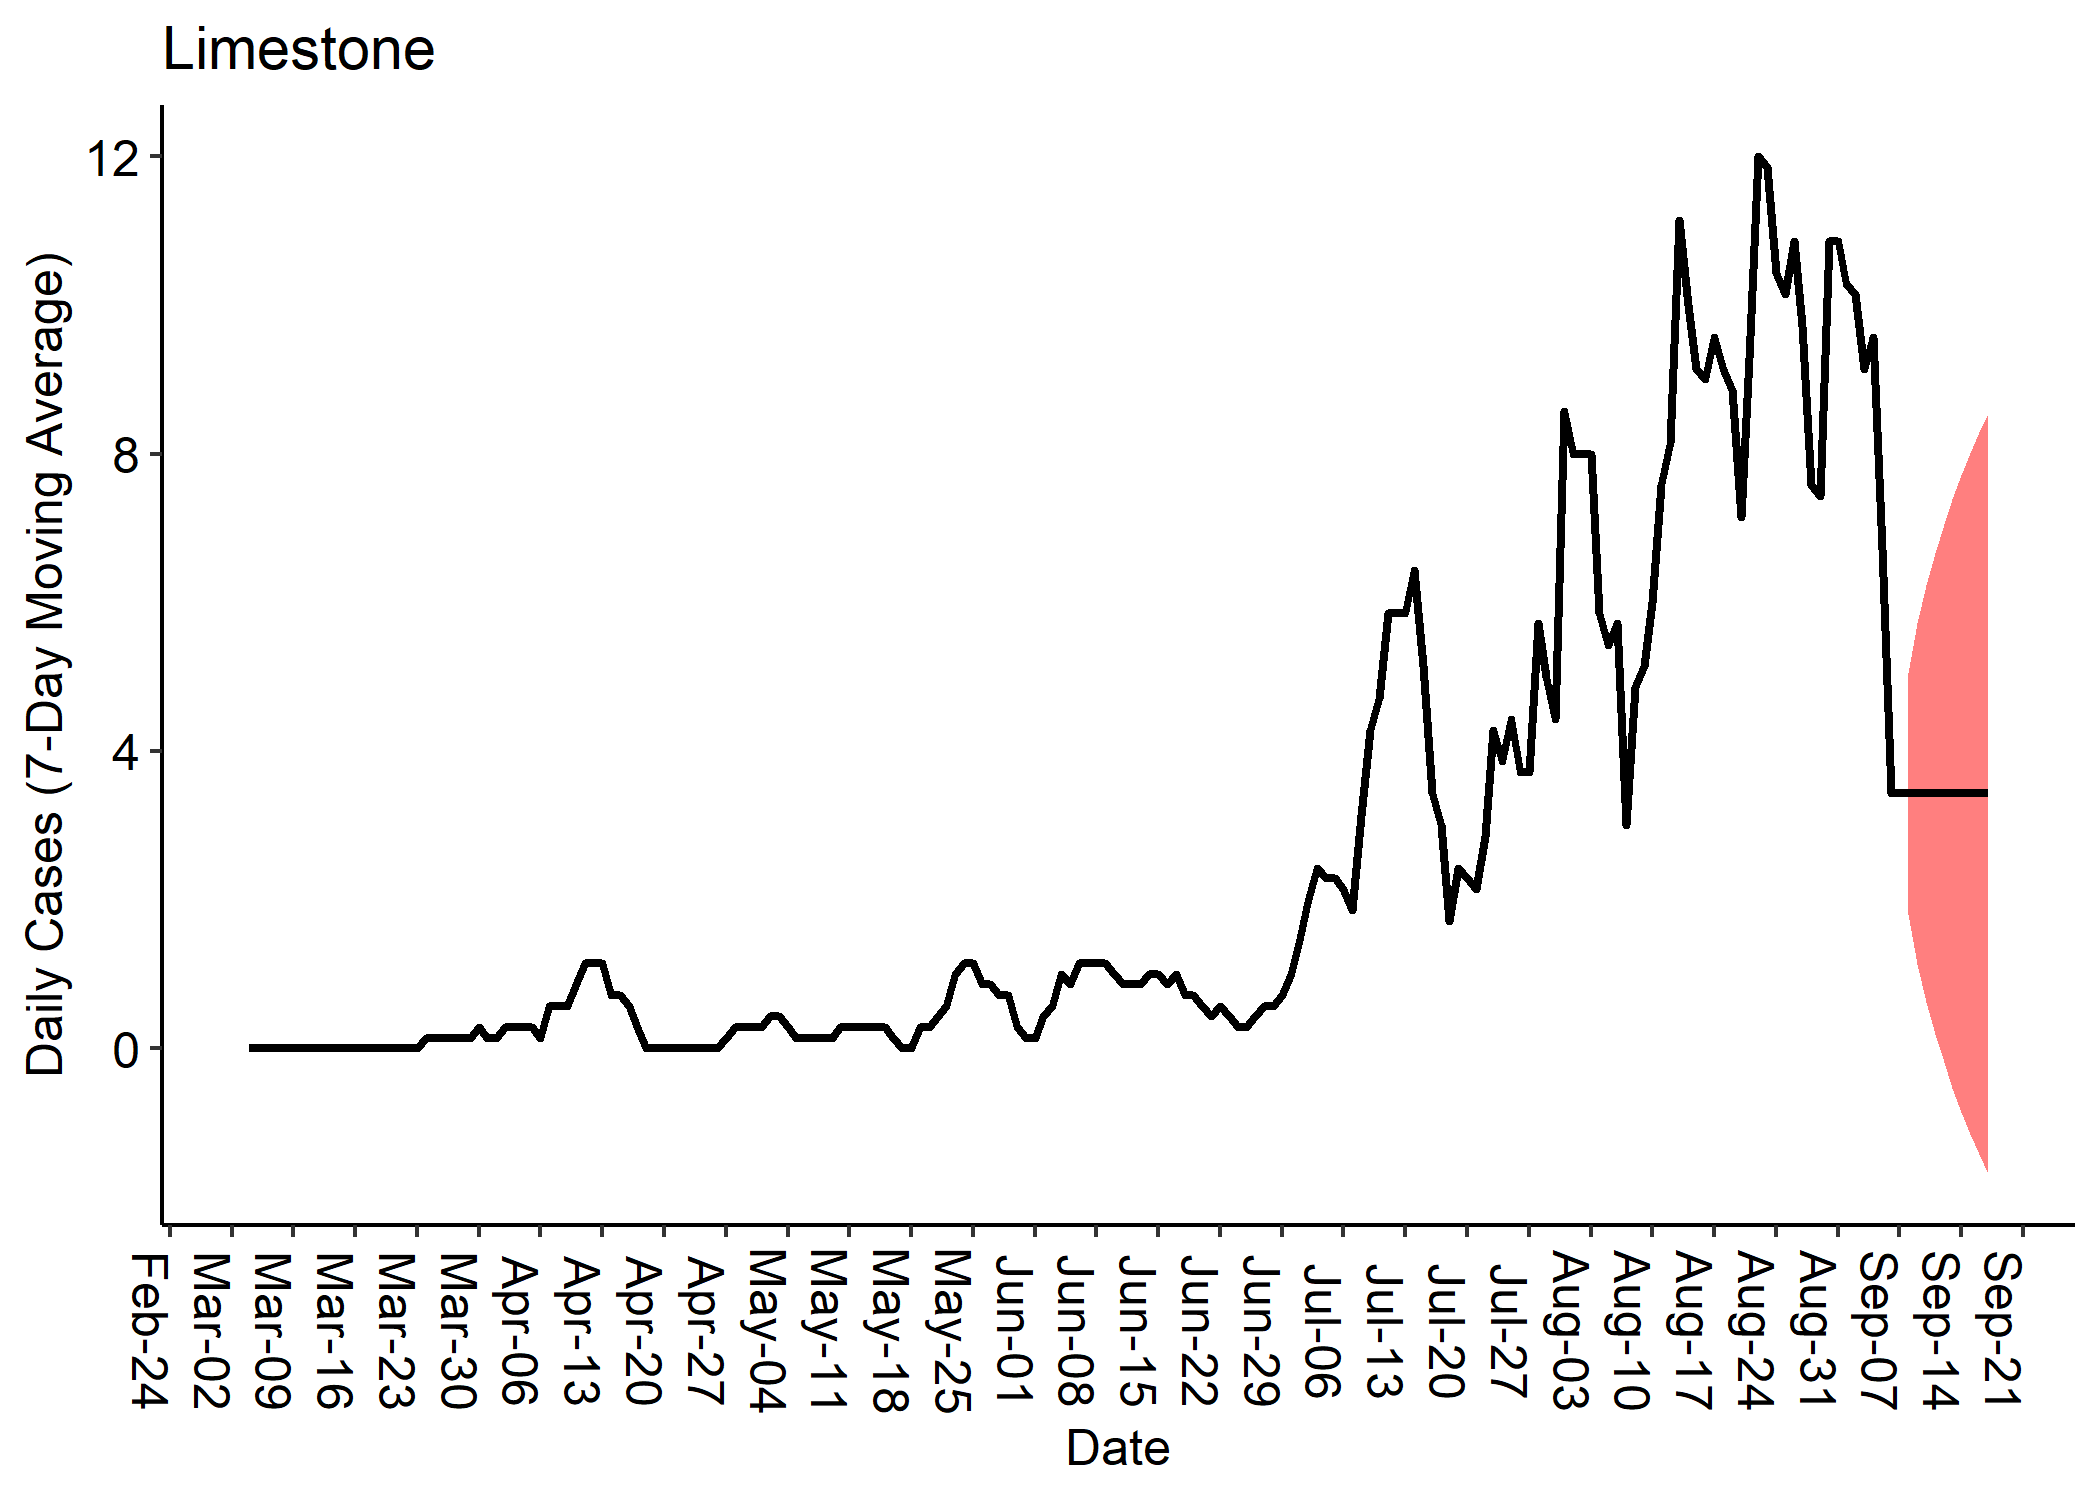 Limestone
Daily Cases (7-Day Moving Average)
12
8
4
0
Feb-24
Mar-02
Mar-09
Mar-16
Mar-23
Mar-30
Apr-06
Apr-13
Apr-20
Apr-27
May-04
May-11
May-18
May-25
Jun-01
Jun-08
Jun-15
Jun-22
Jun-29
Jul-06
Jul-13
Jul-20
Jul-27
Aug-03
Aug-10
Aug-17
Aug-24
Aug-31
Sep-07
Sep-14
Sep-21
Date